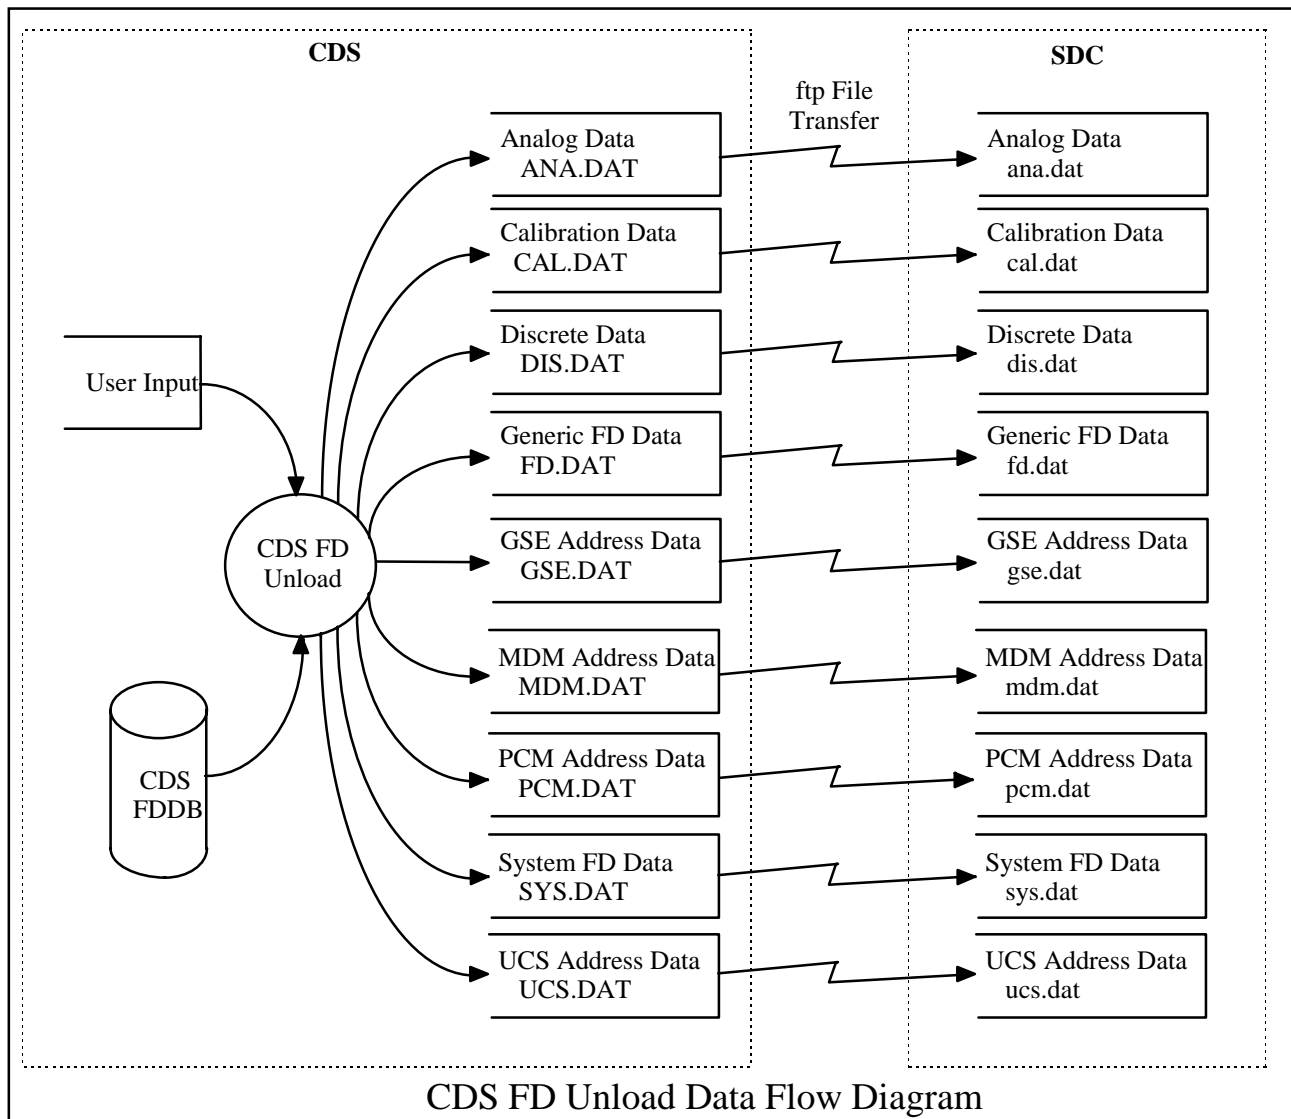 CDS
SDC
ftp File
Transfer
Analog Data
ANA.DAT
Analog Data
ana.dat
Calibration Data
CAL.DAT
Calibration Data
cal.dat
Discrete Data
DIS.DAT
Discrete Data
dis.dat
User Input
Generic FD Data
FD.DAT
Generic FD Data
fd.dat
CDS FD
Unload
GSE Address Data
GSE.DAT
GSE Address Data
gse.dat
MDM Address Data
MDM.DAT
MDM Address Data
mdm.dat
CDS
FDDB
PCM Address Data
PCM.DAT
PCM Address Data
pcm.dat
System FD Data
SYS.DAT
System FD Data
sys.dat
UCS Address Data
UCS.DAT
UCS Address Data
ucs.dat
CDS FD Unload Data Flow Diagram